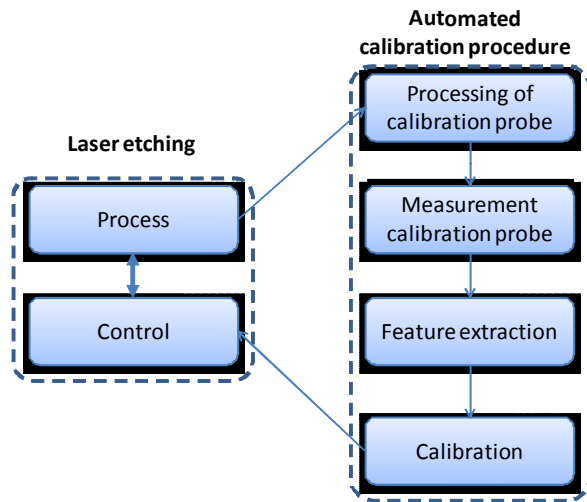 Automated
calibration procedure
Processing of
calibration probe
Laser etching
Process
Measurement
calibration probe
Control
Feature extraction
Calibration